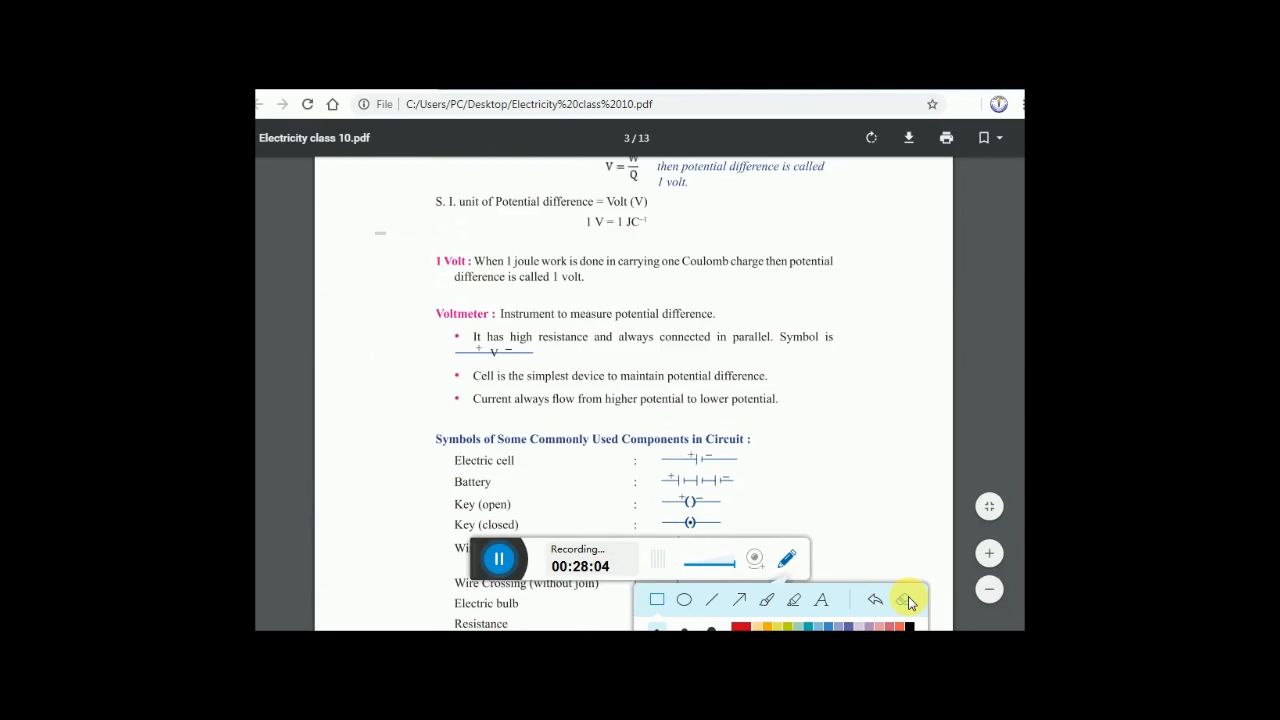 File C:/Users/PC/Desktop/Electricity%20class%2010.pdf
Electricity class 10.pdf 3 / 13
V = W/Q then potential difference is called
1 volt.
S. I. unit of Potential difference = Volt (V)
1 V = 1 JC⁻¹
I Volt : When 1 joule work is done in carrying one Coulomb charge then potential
difference is called 1 volt.
Voltmeter : Instrument to measure potential difference.
• It has high resistance and always connected in parallel. Symbol is
+ V −
• Cell is the simplest device to maintain potential difference.
• Current always flow from higher potential to lower potential.
Symbols of Some Commonly Used Components in Circuit :
Electric cell : + −
Battery : + −
Key (open) : + ( ) −
Key (closed) : (•)
Recording...
00:28:04
Wire Crossing (without join)
Electric bulb
Resistance
A